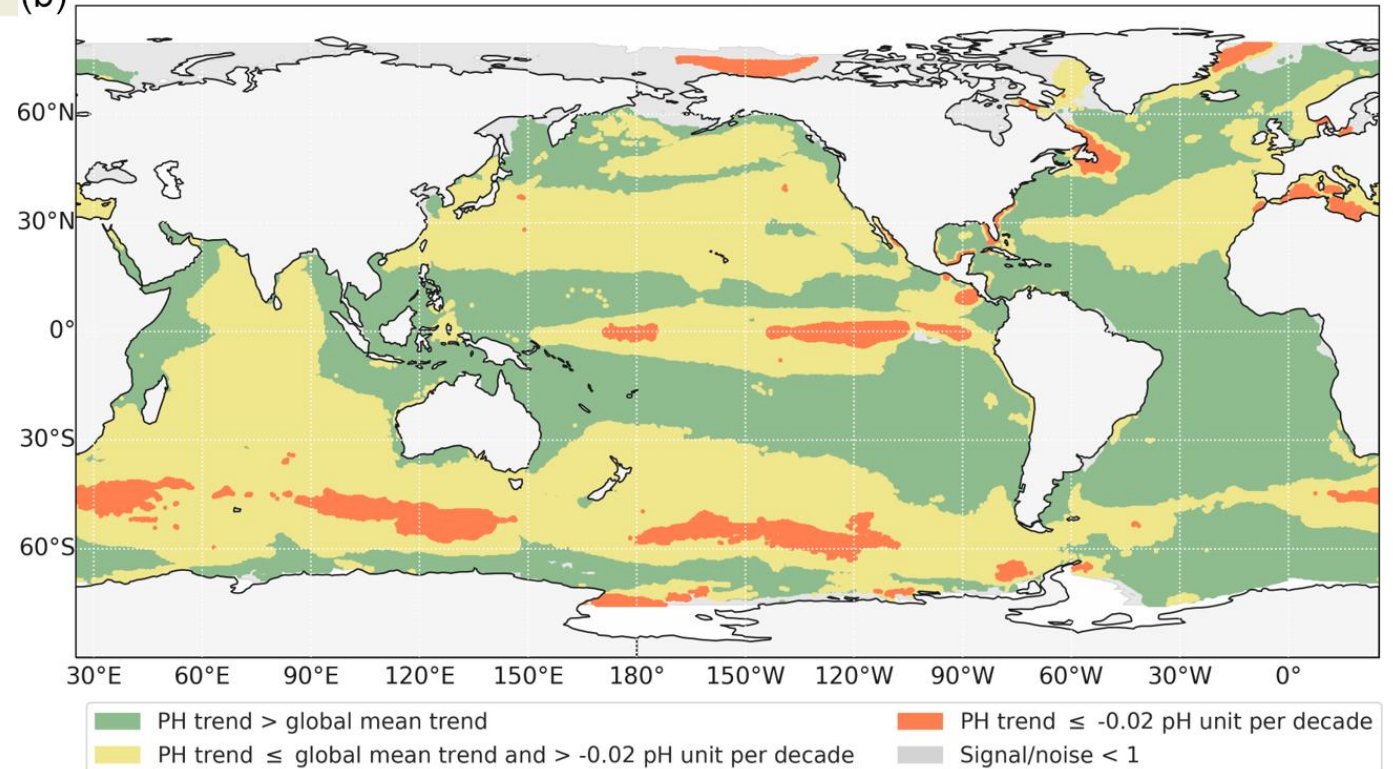 (b)
60°N
30°N
0°
30°S
60°S
30°E 60°E 90°E 120°E 150°E 180° 150°W 120°W 90°W 60°W 30°W 0°
PH trend > global mean trend
PH trend ≤ global mean trend and > -0.02 pH unit per decade
PH trend ≤ -0.02 pH unit per decade
Signal/noise < 1